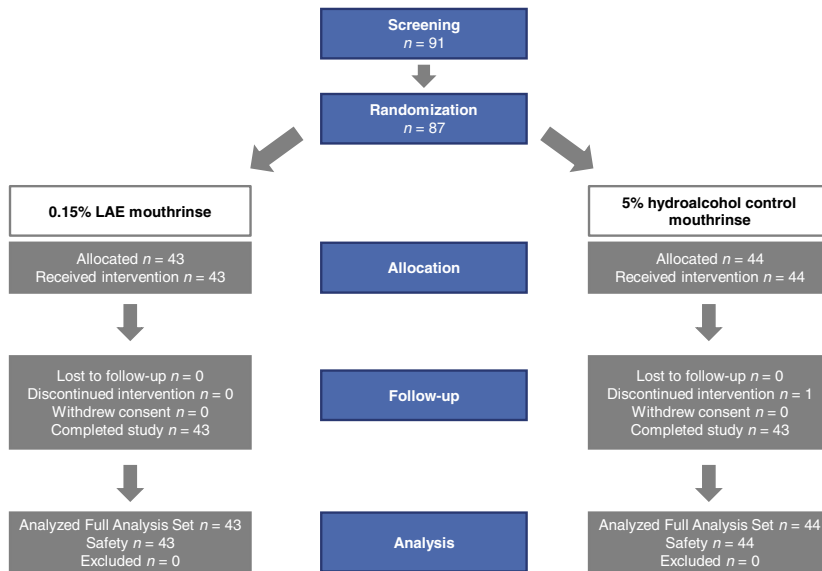 Screening
n = 91
Randomization
n = 87
0.15% LAE mouthrinse
5% hydroalcohol control
mouthrinse
Allocated n = 43
Received intervention n = 43
Allocation
Allocated n = 44
Received intervention n = 44
Lost to follow-up n = 0
Discontinued intervention n = 0
Withdrew consent n = 0
Completed study n = 43
Follow-up
Lost to follow-up n = 0
Discontinued intervention n = 1
Withdrew consent n = 0
Completed study n = 43
Analyzed Full Analysis Set n = 43
Safety n = 43
Excluded n = 0
Analysis
Analyzed Full Analysis Set n = 44
Safety n = 44
Excluded n = 0